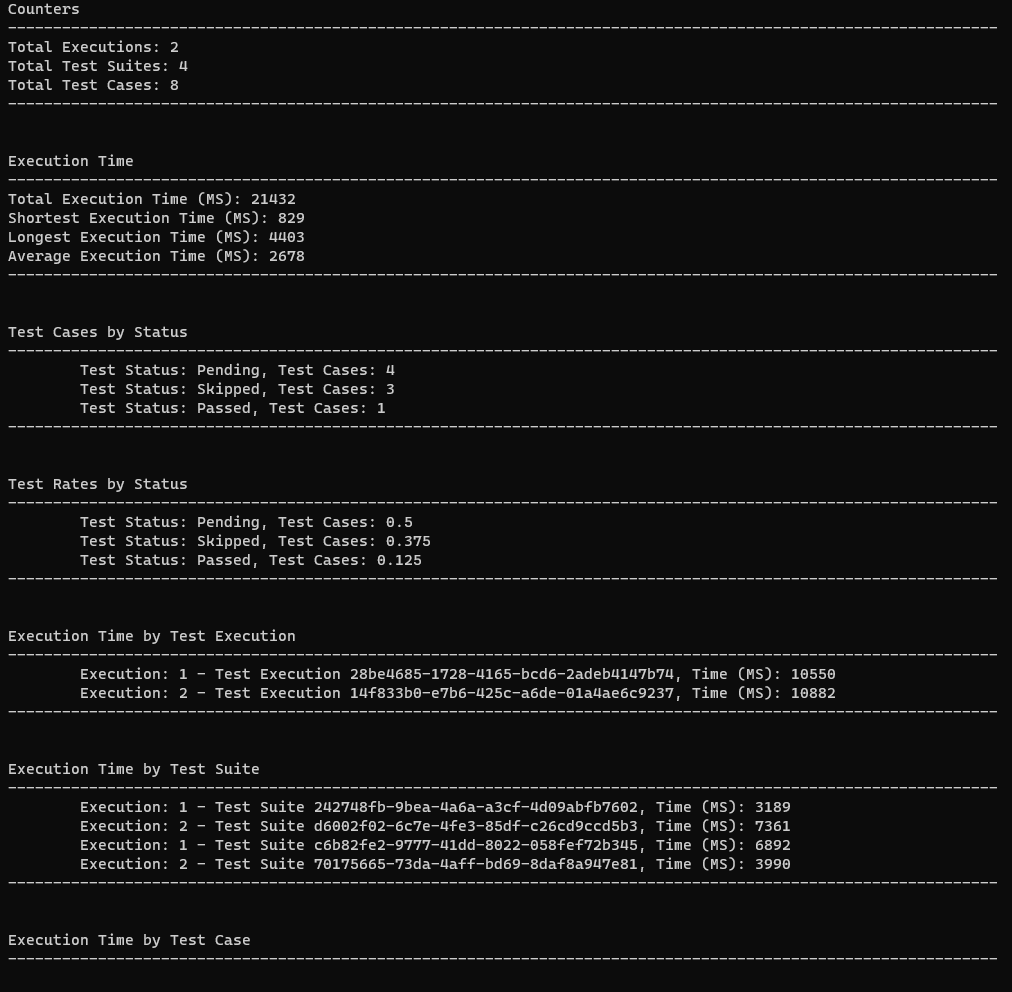 Counters
--------------------------------------------------------------------------------------------------------------
Total Executions: 2
Total Test Suites: 4
Total Test Cases: 8
--------------------------------------------------------------------------------------------------------------
Execution Time
--------------------------------------------------------------------------------------------------------------
Total Execution Time (MS): 21432
Shortest Execution Time (MS): 829
Longest Execution Time (MS): 4403
Average Execution Time (MS): 2678
--------------------------------------------------------------------------------------------------------------
Test Cases by Status
--------------------------------------------------------------------------------------------------------------
Test Status: Pending, Test Cases: 4
Test Status: Skipped, Test Cases: 3
Test Status: Passed, Test Cases: 1
--------------------------------------------------------------------------------------------------------------
Test Rates by Status
--------------------------------------------------------------------------------------------------------------
Test Status: Pending, Test Cases: 0.5
Test Status: Skipped, Test Cases: 0.375
Test Status: Passed, Test Cases: 0.125
--------------------------------------------------------------------------------------------------------------
Execution Time by Test Execution
--------------------------------------------------------------------------------------------------------------
Execution: 1 - Test Execution 28be4685-1728-4165-bcd6-2adeb4147b74, Time (MS): 10550
Execution: 2 - Test Execution 14f833b0-e7b6-425c-a6de-01a4ae6c9237, Time (MS): 10882
--------------------------------------------------------------------------------------------------------------
Execution Time by Test Suite
--------------------------------------------------------------------------------------------------------------
Execution: 1 - Test Suite 242748fb-9bea-4a6a-a3cf-4d09abfb7602, Time (MS): 3189
Execution: 2 - Test Suite d6002f02-6c7e-4fe3-85df-c26cd9ccd5b3, Time (MS): 7361
Execution: 1 - Test Suite c6b82fe2-9777-41dd-8022-058fef72b345, Time (MS): 6892
Execution: 2 - Test Suite 70175665-73da-4aff-bd69-8daf8a947e81, Time (MS): 3990
--------------------------------------------------------------------------------------------------------------
Execution Time by Test Case
--------------------------------------------------------------------------------------------------------------